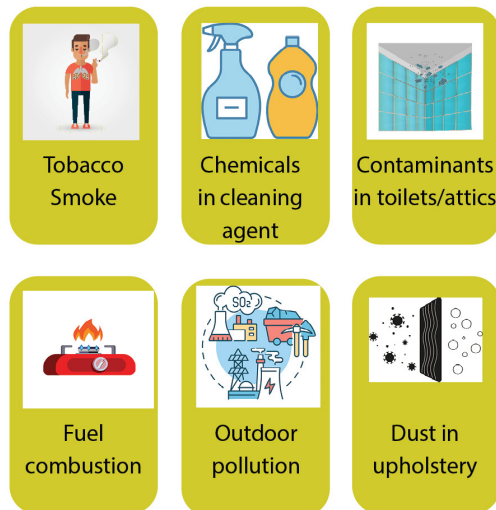 Tobacco
Smoke
Chemicals
in cleaning
agent
Contaminants
in toilets/attics
SO₂
Fuel
combustion
Outdoor
pollution
Dust in
upholstery